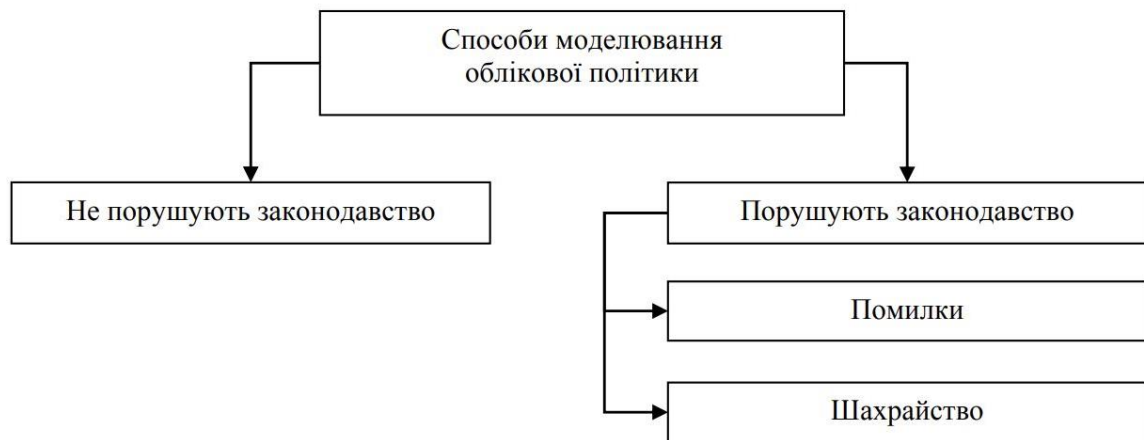 Способи моделювання
облікової політики
Не порушують законодавство
Порушують законодавство
Помилки
Шахрайство